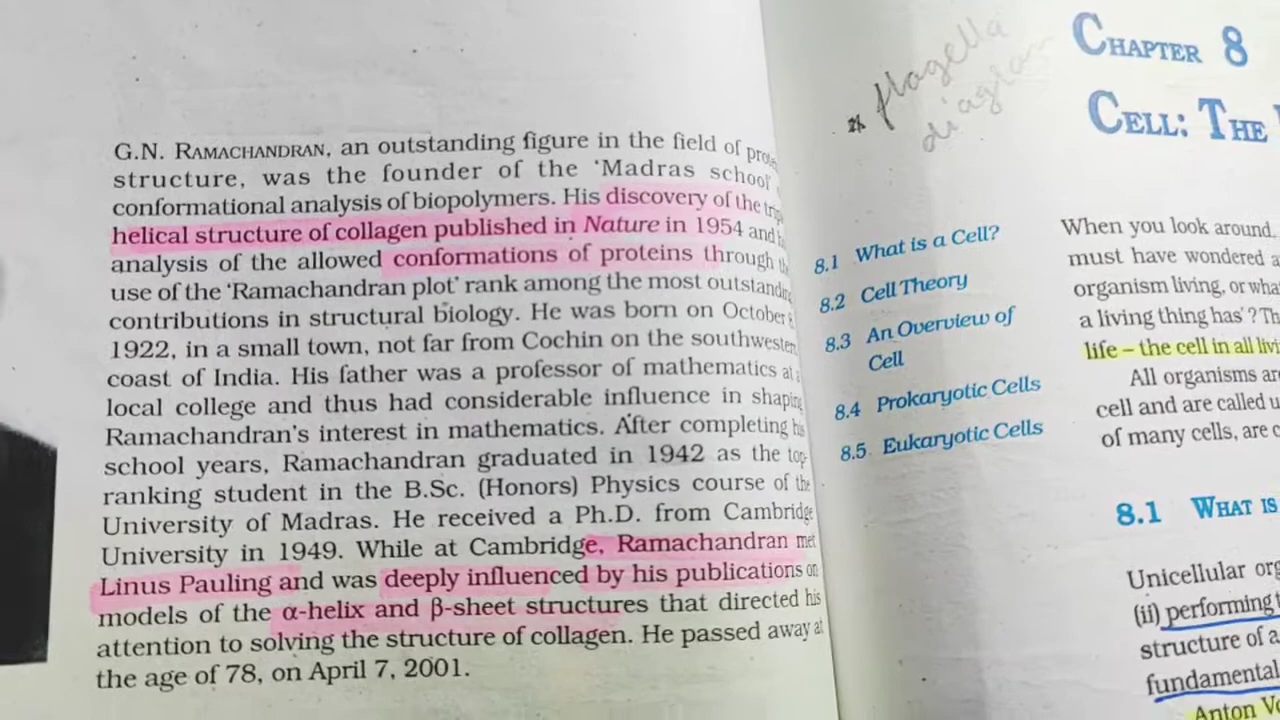 G.N. RAMACHANDRAN, an outstanding figure in the field of
structure, was the founder of the 'Madras school'
conformational analysis of biopolymers. His discovery of the
helical structure of collagen published in Nature in 1954 and
analysis of the allowed conformations of proteins through
use of the 'Ramachandran plot' rank among the most outstanding
contributions in structural biology. He was born on October
1922, in a small town, not far from Cochin on the southwestern
coast of India. His father was a professor of mathematics at
local college and thus had considerable influence in shaping
Ramachandran's interest in mathematics. After completing
school years, Ramachandran graduated in 1942 as the top-
ranking student in the B.Sc. (Honors) Physics course of the
University of Madras. He received a Ph.D. from Cambridge
University in 1949. While at Cambridge, Ramachandran met
Linus Pauling and was deeply influenced by his publications on
models of the α-helix and β-sheet structures that directed his
attention to solving the structure of collagen. He passed away at
the age of 78, on April 7, 2001.
flagella
diagram
CHAPTER 8
CELL: THE
8.1 What is a Cell?
8.2 Cell Theory
8.3 An Overview of
Cell
8.4 Prokaryotic Cells
8.5 Eukaryotic Cells
When you look around,
must have wondered
organism living, or
a living thing has'?
life – the cell in all
All organisms
cell and are called
of many cells, are
8.1 WHAT IS
Unicellular
(ii) performing
structure of a
fundamental
Anton